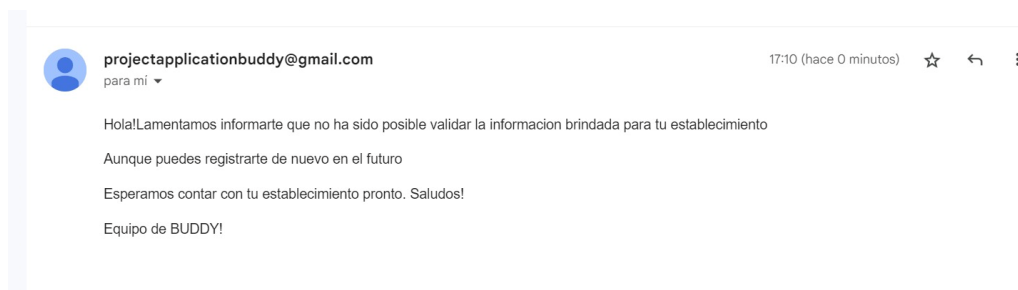 projectapplicationbuddy@gmail.com
17:10 (hace 0 minutos)
para mí
Hola!Lamentamos informarte que no ha sido posible validar la informacion brindada para tu establecimiento
Aunque puedes registrarte de nuevo en el futuro
Esperamos contar con tu establecimiento pronto. Saludos!
Equipo de BUDDY!